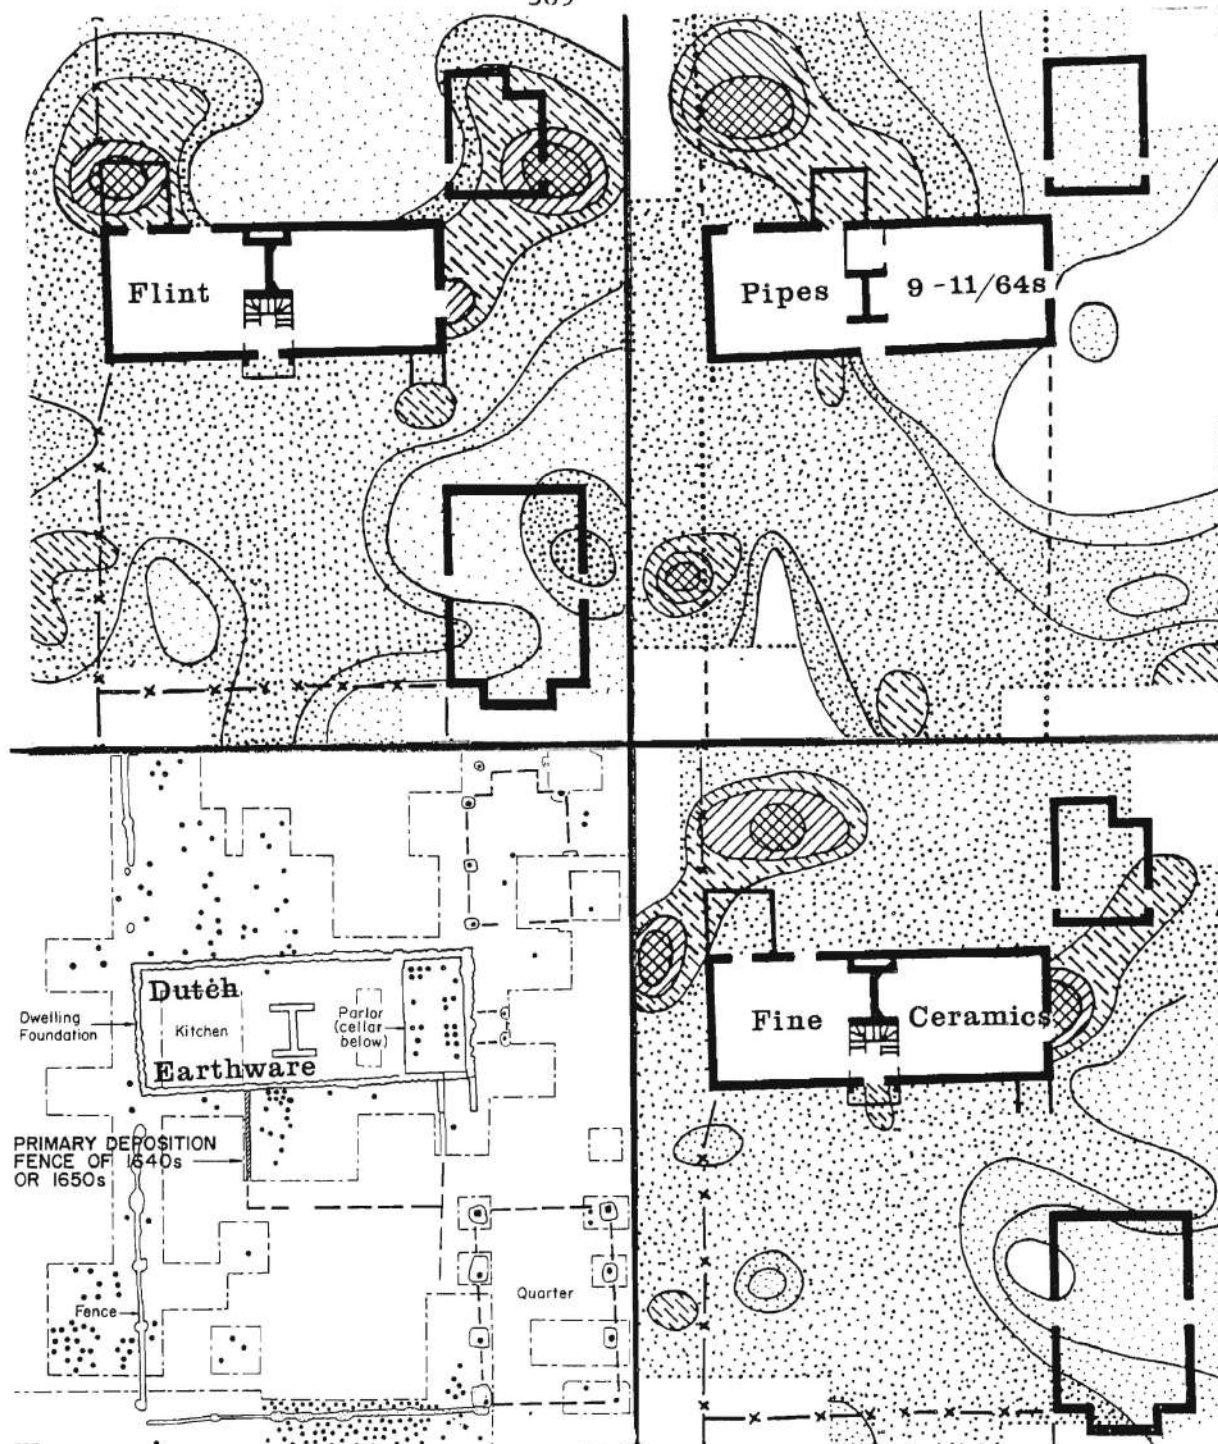 309
Flint
Pipes 9-11/64s
Dutch
Earthware
Dwelling
Foundation
Kitchen
Parlor
(cellar
below)
PRIMARY DEPOSITION
FENCE OF 1640s
OR 1650s
Fence
Quarter
Fine Ceramics